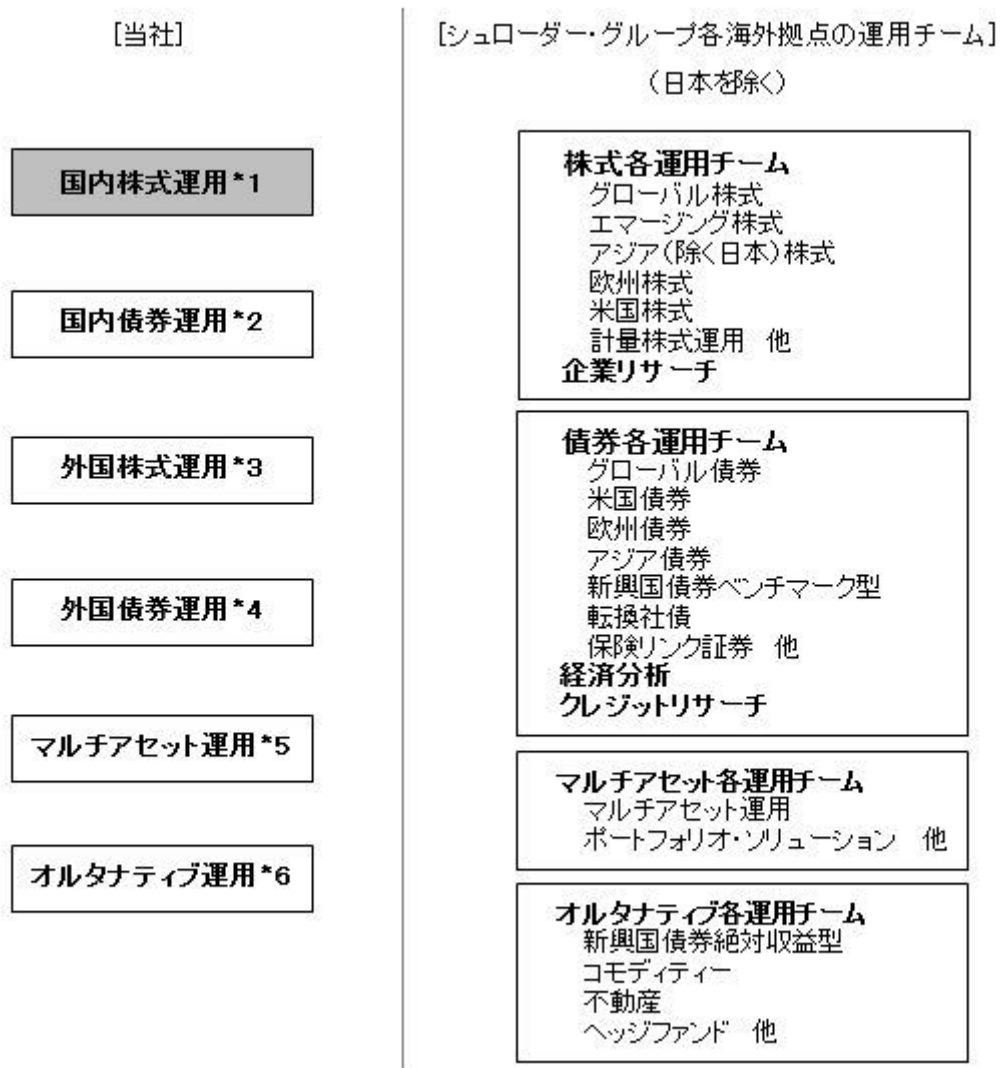 [当社]
国内株式運用*1
国内債券運用*2
外国株式運用*3
外国債券運用*4
マルチアセット運用*5
オルタナティブ運用*6
[シュローダー・グループ各海外拠点の運用チーム]
(日本を除く)
株式各運用チーム
グローバル株式
エマージング株式
アジア(除く日本)株式
欧州株式
米国株式
計量株式運用 他
企業リサーチ
債券各運用チーム
グローバル債券
米国債券
欧州債券
アジア債券
新興国債券ベンチマーク型
転換社債
保険リンク証券 他
経済分析
クレジットリサーチ
マルチアセット各運用チーム
マルチアセット運用
ポートフォリオ・ソリューション 他
オルタナティブ各運用チーム
新興国債券絶対収益型
コモディティー
不動産
ヘッジファンド 他